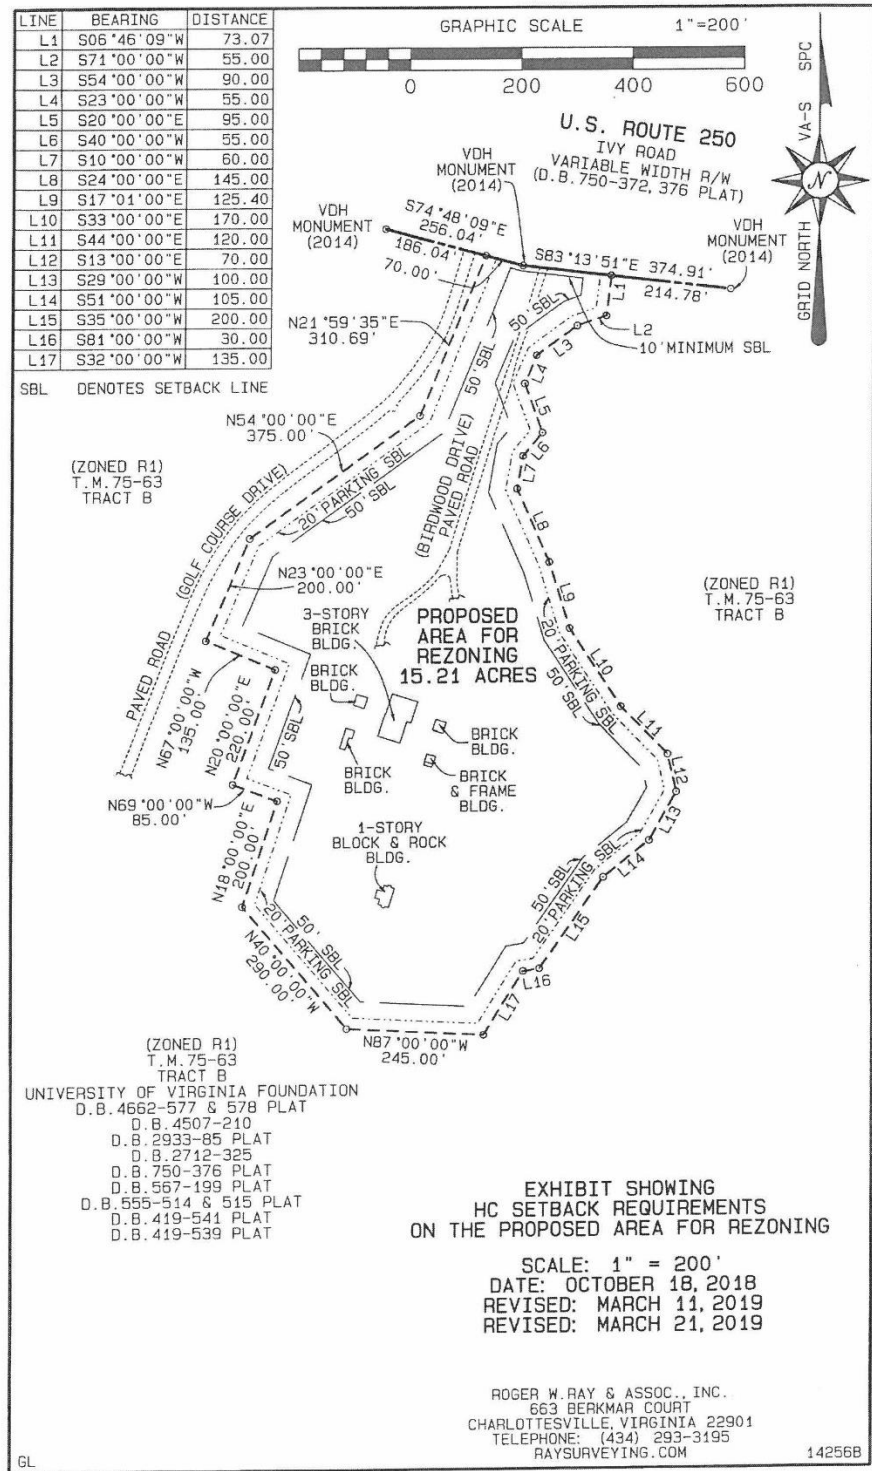 LINE BEARING DISTANCE
L1 S06°46'09"W 73.07
L2 S71°00'00"W 55.00
L3 S54°00'00"W 90.00
L4 S23°00'00"W 55.00
L5 S20°00'00"E 95.00
L6 S40°00'00"W 55.00
L7 S10°00'00"W 60.00
L8 S24°00'00"E 145.00
L9 S17°01'00"E 125.40
L10 S33°00'00"E 170.00
L11 S44°00'00"E 120.00
L12 S13°00'00"E 70.00
L13 S29°00'00"W 100.00
L14 S51°00'00"W 105.00
L15 S35°00'00"W 200.00
L16 S81°00'00"W 30.00
L17 S32°00'00"W 135.00
SBL DENOTES SETBACK LINE
GRAPHIC SCALE 1"=200'
0 200 400 600
GRID NORTH VA-S SPC
N
U.S. ROUTE 250
IVY ROAD
VARIABLE WIDTH R/W
(D.B.750-372, 376 PLAT)
VDH
MONUMENT
(2014)
VDH
MONUMENT
(2014)
VDH
MONUMENT
(2014)
S74°48'09"E
256.04'
186.04'
70.00'
S83°13'51"E 374.91'
214.78'
L1
L2
10'MINIMUM SBL
L3
L4
L5
L6
L7
L8
L9
L10
L11
L12
L13
L14
L15
L16
L17
N21°59'35"E
310.69'
50'SBL
50'SBL
N54°00'00"E
375.00'
20'PARKING SBL
50'SBL
(ZONED R1)
T.M.75-63
TRACT B
PAVED ROAD (GOLF COURSE DRIVE)
(BIRDWOOD DRIVE)
PAVED ROAD
N23°00'00"E
200.00'
3-STORY
BRICK
BLDG.
PROPOSED
AREA FOR
REZONING
15.21 ACRES
(ZONED R1)
T.M.75-63
TRACT B
20'PARKING SBL
50'SBL
BRICK
BLDG.
N67°00'00"W
135.00'
N20°00'00"E
220.00'
50'SBL
BRICK
BLDG.
BRICK
BLDG.
BRICK
& FRAME
BLDG.
N69°00'00"W
85.00'
1-STORY
BLOCK & ROCK
BLDG.
N18°00'00"E
200.00'
50'SBL
20'PARKING SBL
50' SBL
20'PARKING SBL
N40°00'00"W
290.00'
N87°00'00"W
245.00'
(ZONED R1)
T.M.75-63
TRACT B
UNIVERSITY OF VIRGINIA FOUNDATION
D.B.4662-577 & 578 PLAT
D.B.4507-210
D.B.2933-85 PLAT
D.B.2712-325
D.B.750-376 PLAT
D.B.567-199 PLAT
D.B.555-514 & 515 PLAT
D.B.419-541 PLAT
D.B.419-539 PLAT
EXHIBIT SHOWING
HC SETBACK REQUIREMENTS
ON THE PROPOSED AREA FOR REZONING
SCALE: 1" = 200'
DATE: OCTOBER 18, 2018
REVISED: MARCH 11, 2019
REVISED: MARCH 21, 2019
ROGER W.RAY & ASSOC., INC.
663 BERKMAR COURT
CHARLOTTESVILLE, VIRGINIA 22901
TELEPHONE: (434) 293-3195
RAYSURVEYING.COM
GL
14256B